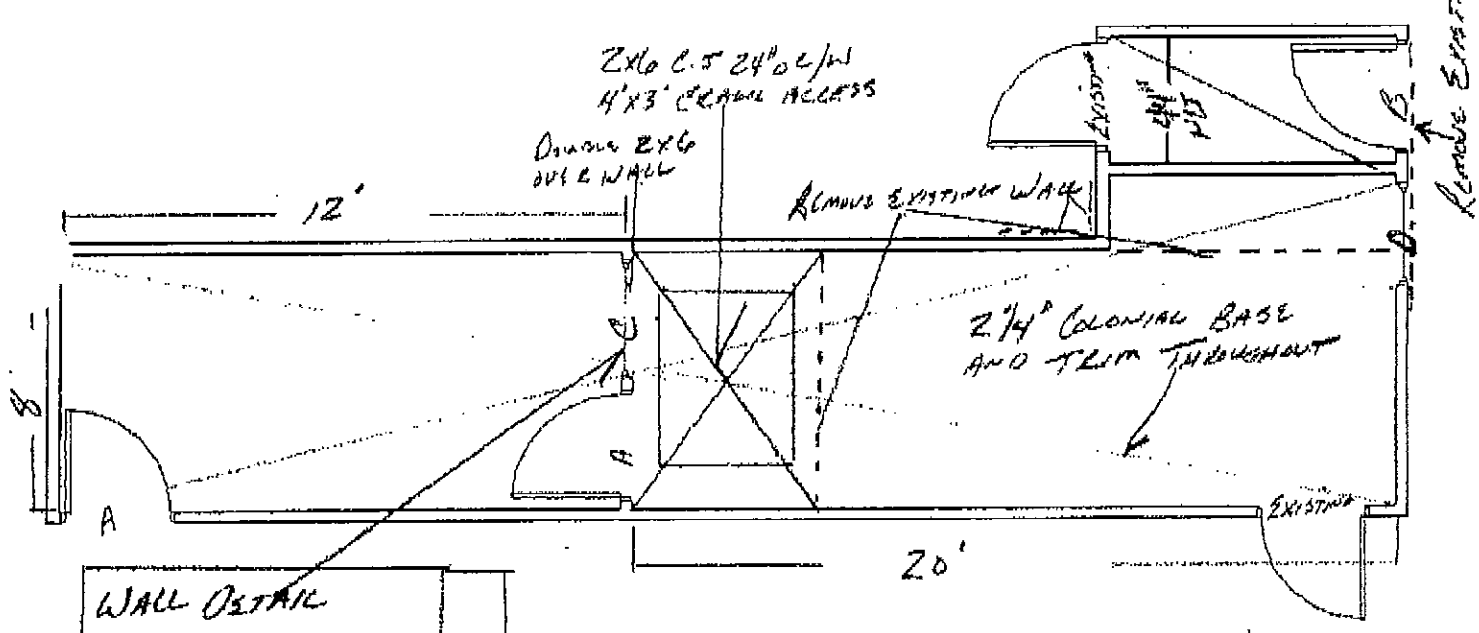 2X6 C.J 24" OC/W
4'X3' CRAWL ACCESS
DOUBLE 2X6
OVER WALL
12'
REMOVE EXISTING WALL
EXISTING
B
REMOVE
D
8'
C
A
A
2 1/4" COLONIAL BASE
AND TRIM THROUGHOUT
EXISTING
20'
WALL DETAIL